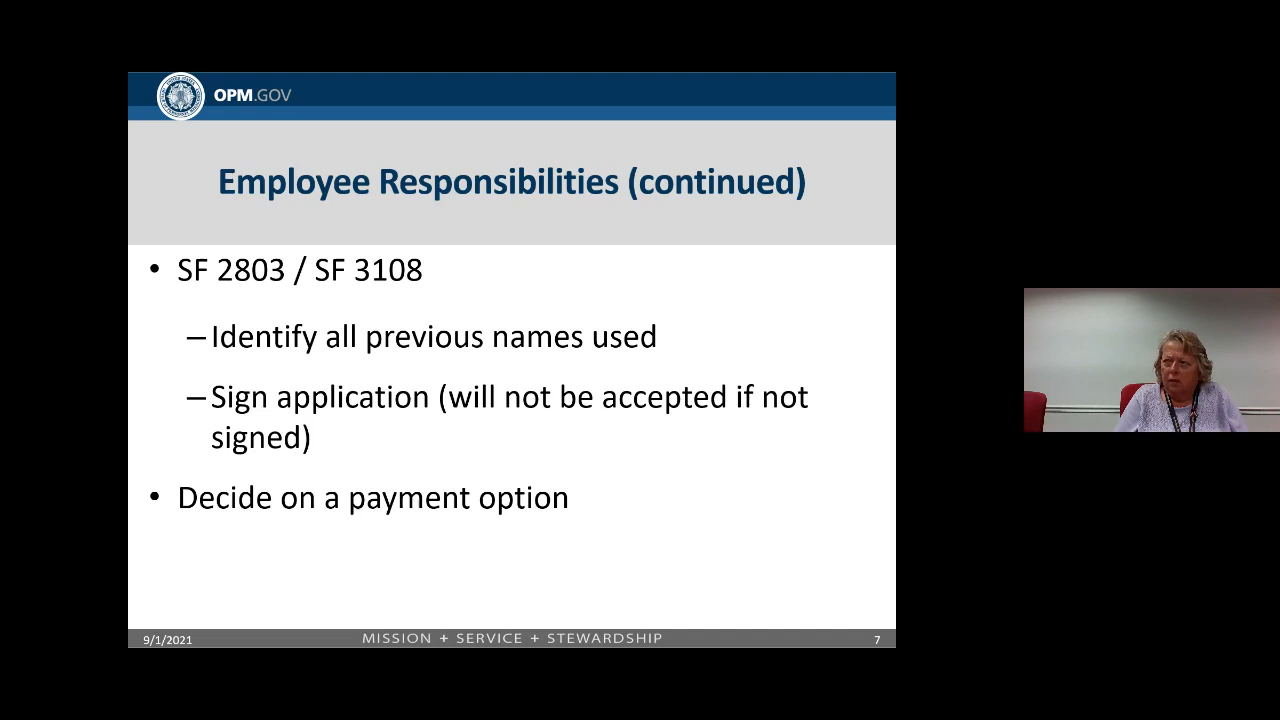 OPM.GOV
Employee Responsibilities (continued)
• SF 2803 / SF 3108
– Identify all previous names used
– Sign application (will not be accepted if not
signed)
• Decide on a payment option
9/1/2021
MISSION + SERVICE + STEWARDSHIP
7